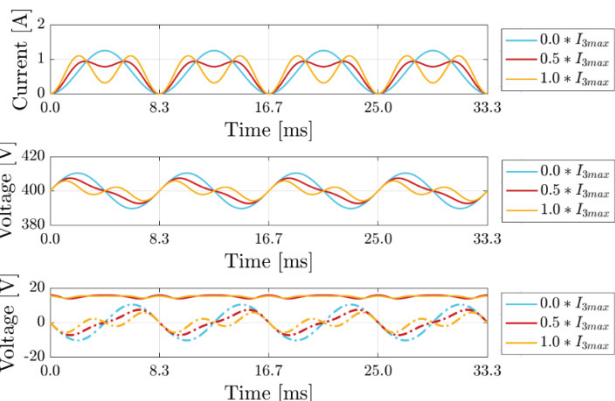 Current [A]
2
1
0
0.0 8.3 16.7 25.0 33.3
Time [ms]
0.0 * I3max
0.5 * I3max
1.0 * I3max
Voltage [V]
420
400
380
0.0 8.3 16.7 25.0 33.3
Time [ms]
0.0 * I3max
0.5 * I3max
1.0 * I3max
Voltage [V]
20
0
-20
0.0 8.3 16.7 25.0 33.3
Time [ms]
0.0 * I3max
0.5 * I3max
1.0 * I3max